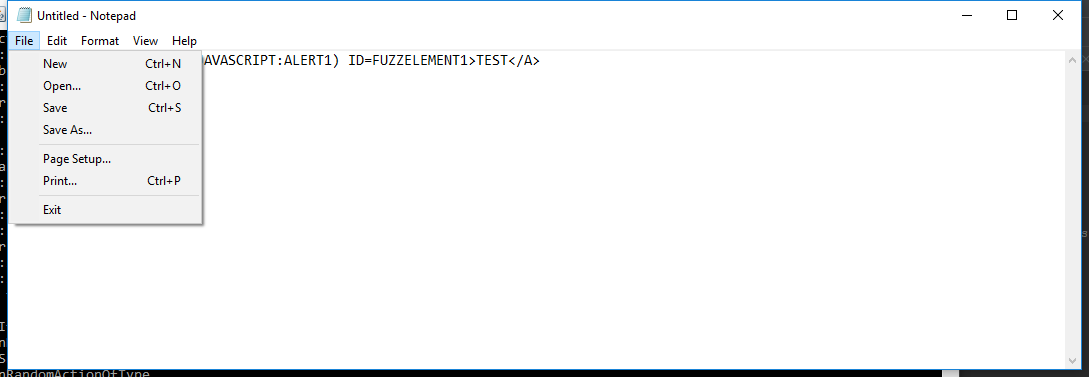 Untitled - Notepad
File Edit Format View Help
AVASCRIPT:ALERT1) ID=FUZZELEMENT1>TEST</A>
New Ctrl+N
Open... Ctrl+O
Save Ctrl+S
Save As...
Page Setup...
Print... Ctrl+P
Exit
nRandomActionOfType